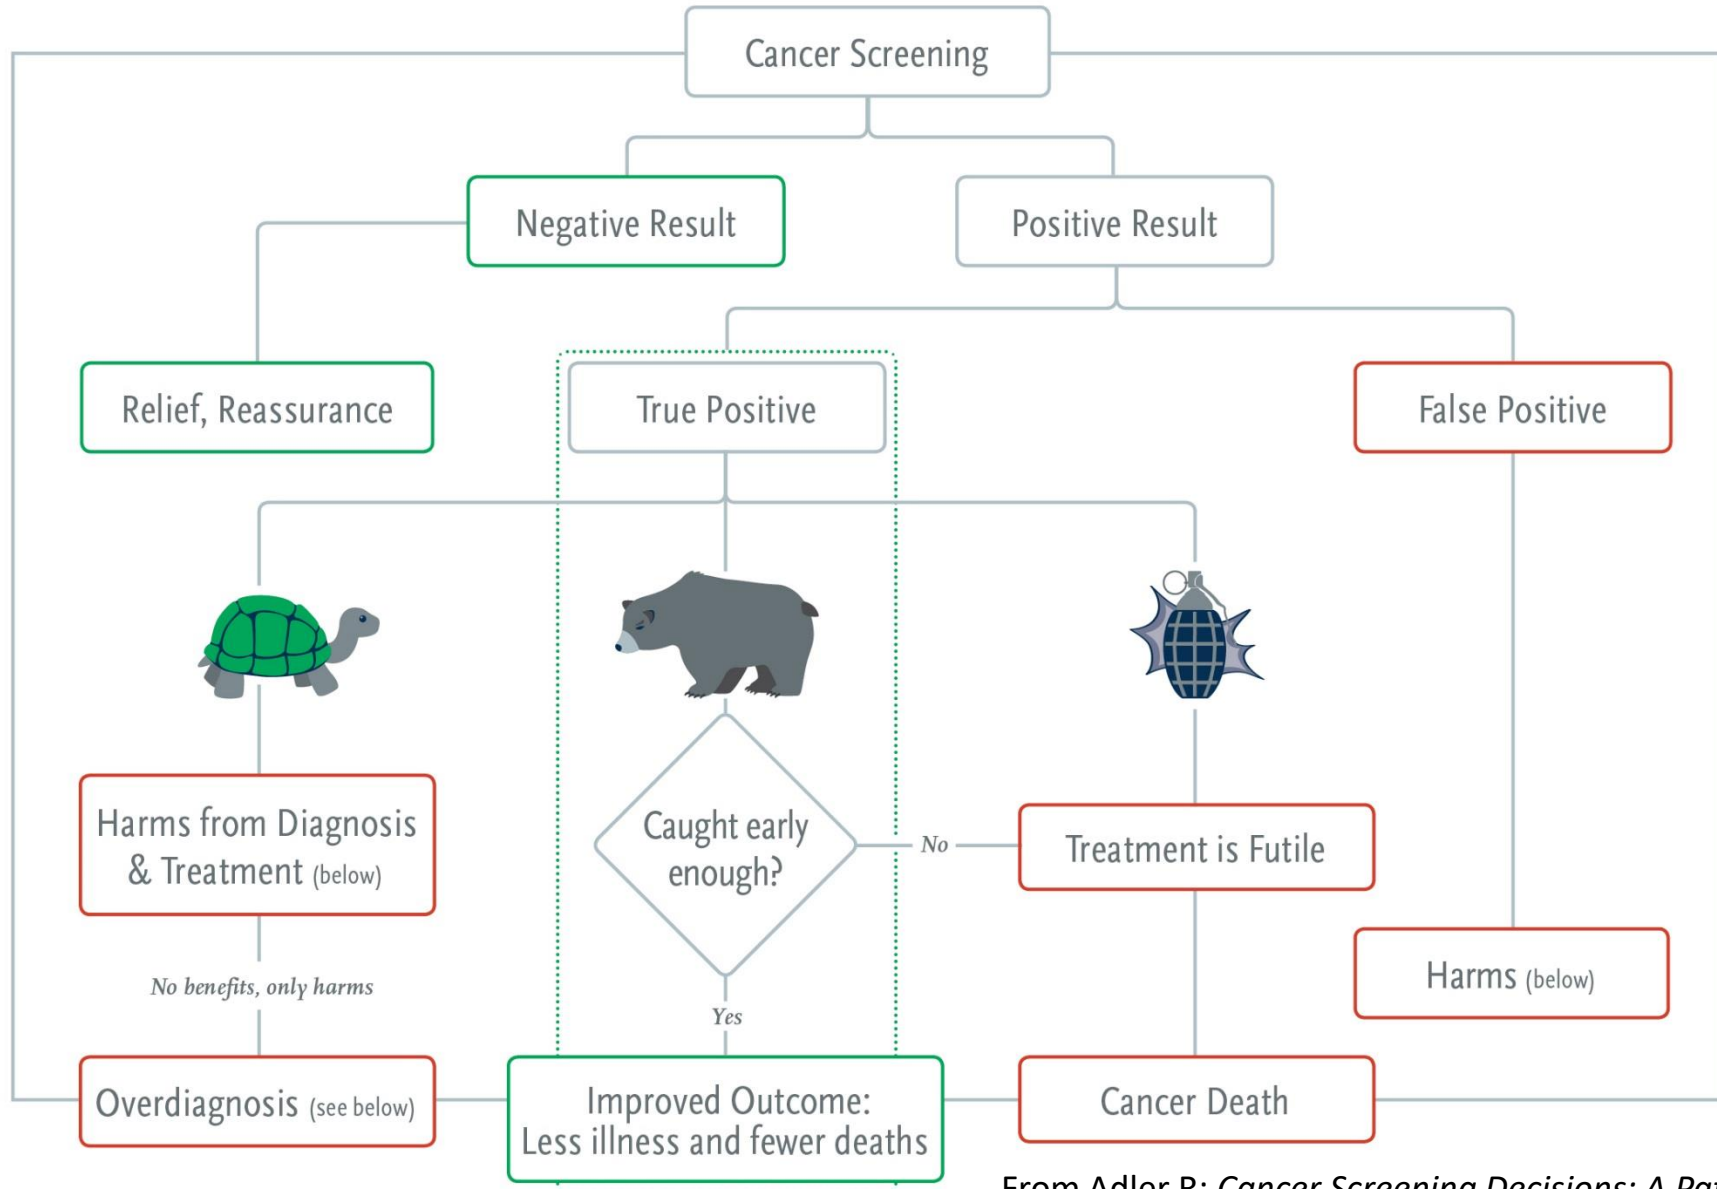 Cancer Screening
Negative Result
Positive Result
Relief, Reassurance
True Positive
False Positive
Harms from Diagnosis
& Treatment (below)
Caught early
enough?
No
Treatment is Futile
Harms (below)
No benefits, only harms
Yes
Overdiagnosis (see below)
Improved Outcome:
Less illness and fewer deaths
Cancer Death
From Adler R: Cancer Screening Decisions: A